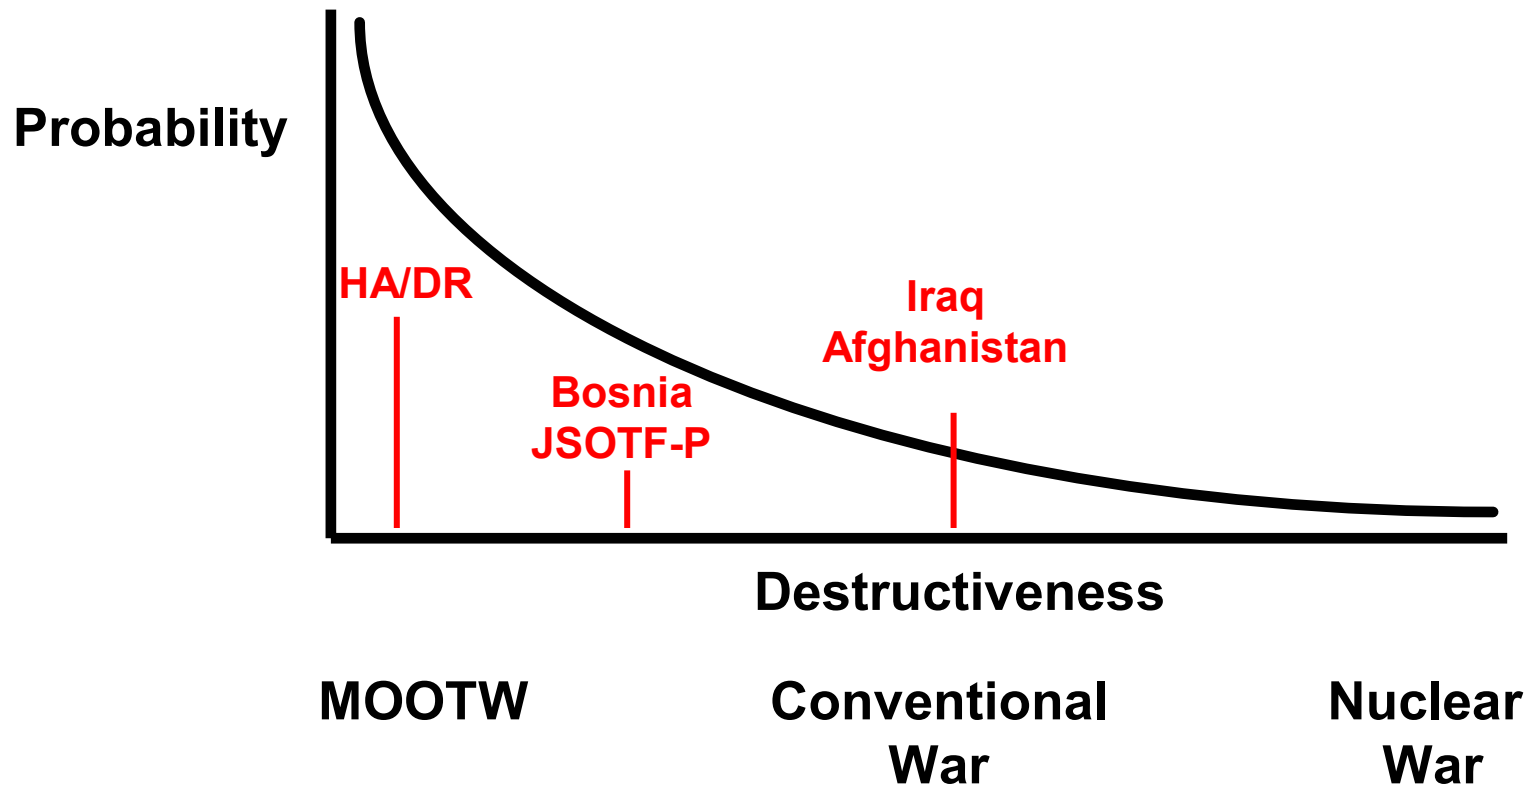 Probability
HA/DR
Iraq
Afghanistan
Bosnia
JSOTF-P
Destructiveness
MOOTW
Conventional
War
Nuclear
War